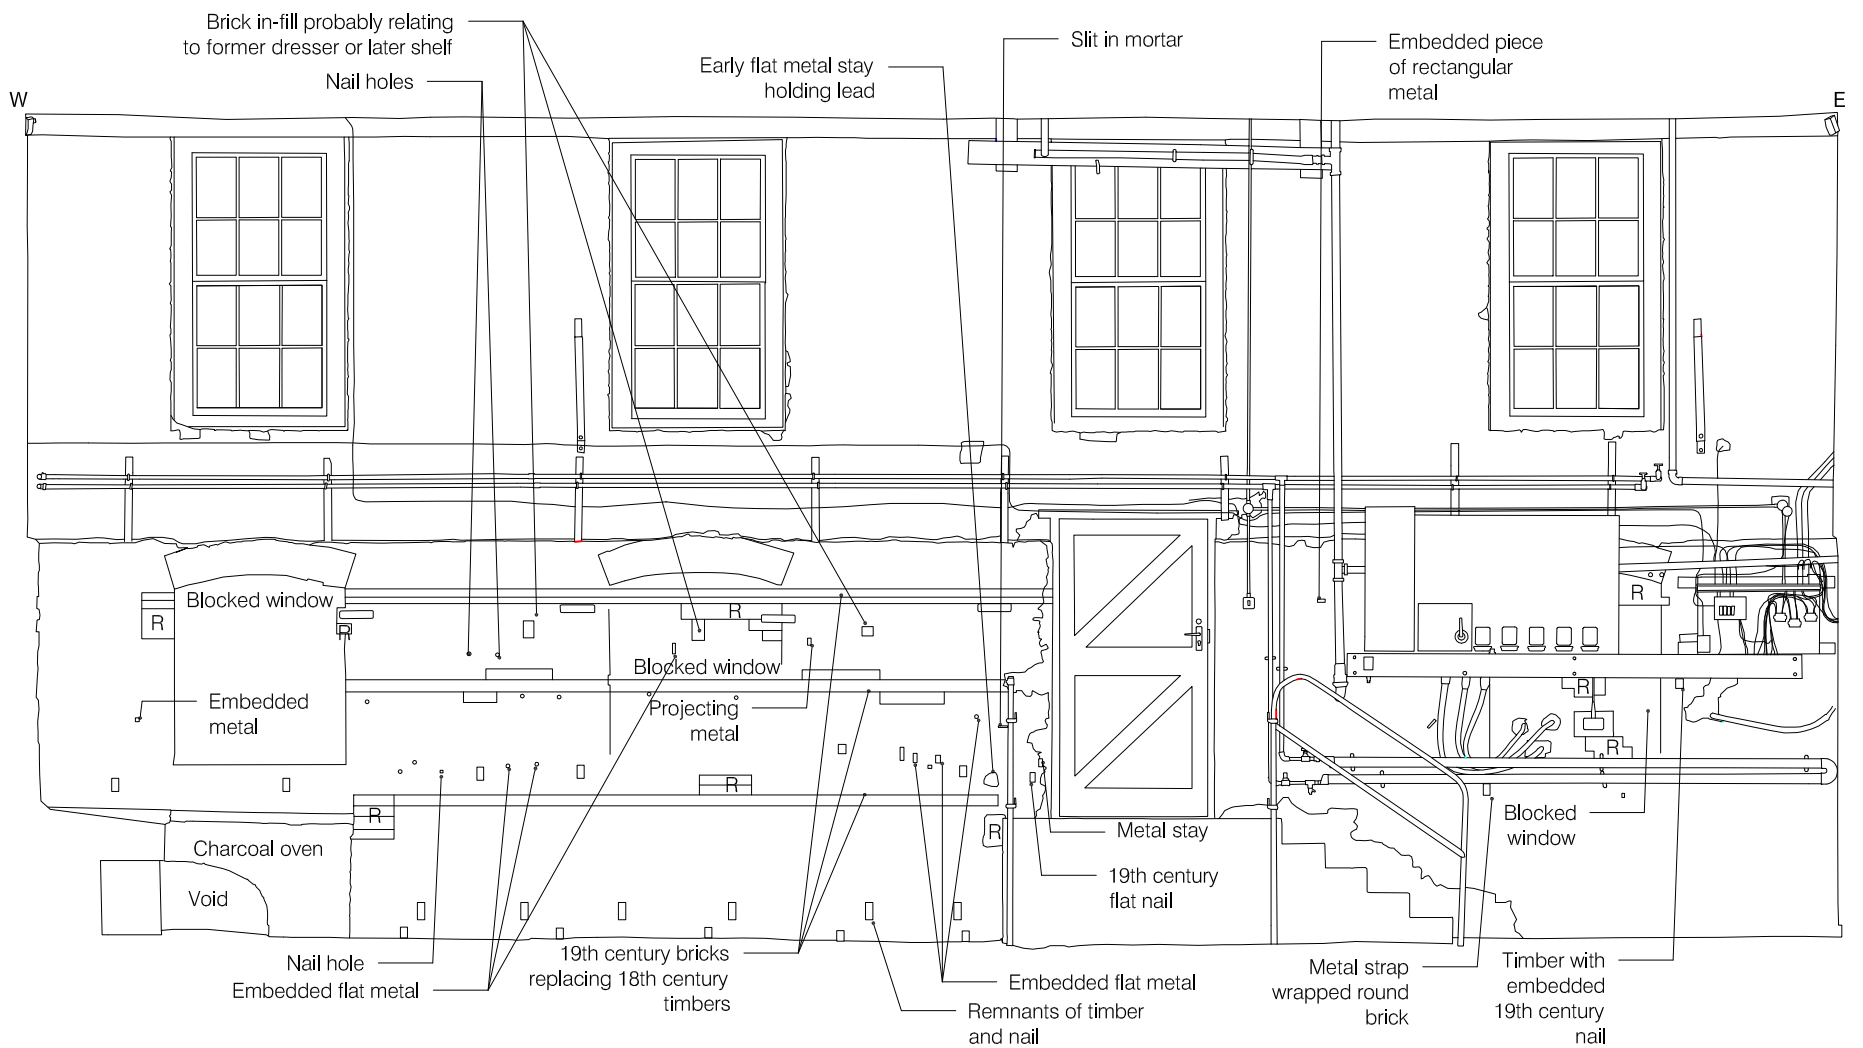 Brick in-fill probably relating
to former dresser or later shelf
Nail holes
Early flat metal stay
holding lead
Slit in mortar
Embedded piece
of rectangular
metal
W
E
Blocked window
R
R
R
R
Blocked window
Embedded
metal
Projecting
metal
R
R
R
R
R
Charcoal oven
Void
Metal stay
19th century
flat nail
Blocked
window
Nail hole
Embedded flat metal
19th century bricks
replacing 18th century
timbers
Embedded flat metal
Remnants of timber
and nail
Metal strap
wrapped round
brick
Timber with
embedded
19th century
nail